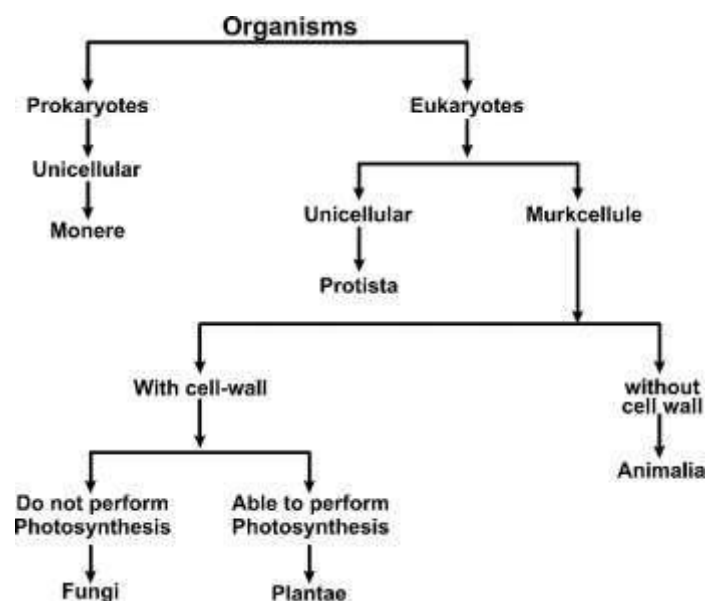 Organisms
Prokaryotes
Eukaryotes
Unicellular
Monere
Unicellular
Murkcellule
Protista
With cell-wall
without
cell wall
Animalia
Do not perform
Photosynthesis
Able to perform
Photosynthesis
Fungi
Plantae